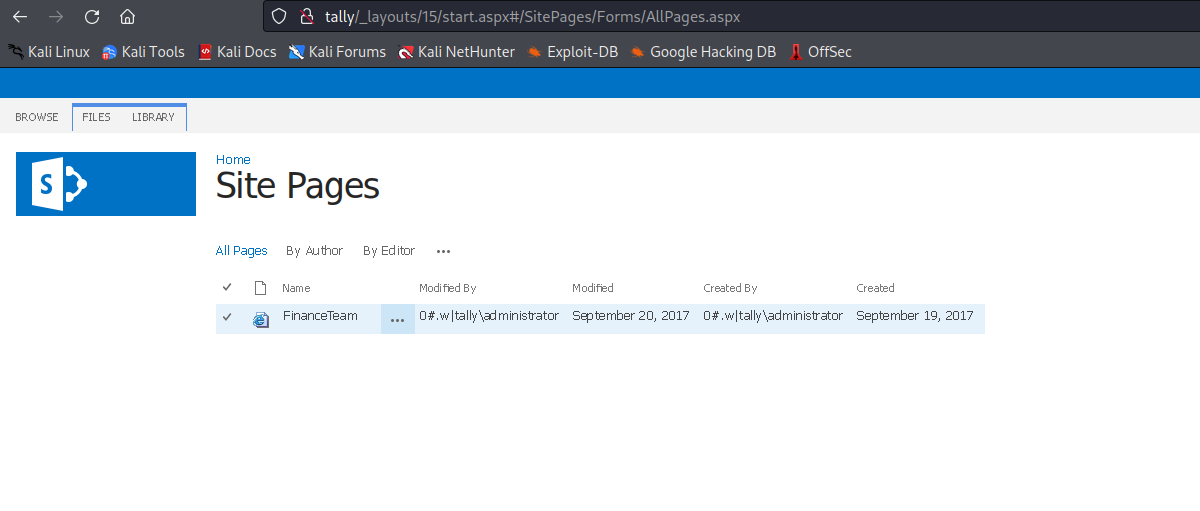 tally/_layouts/15/start.aspx#/SitePages/Forms/AllPages.aspx
Kali Linux Kali Tools Kali Docs Kali Forums Kali NetHunter Exploit-DB Google Hacking DB OffSec
BROWSE FILES LIBRARY
S
Home
Site Pages
All Pages By Author By Editor ...
Name Modified By Modified Created By Created
FinanceTeam ... 0#.w|tally\administrator September 20, 2017 0#.w|tally\administrator September 19, 2017